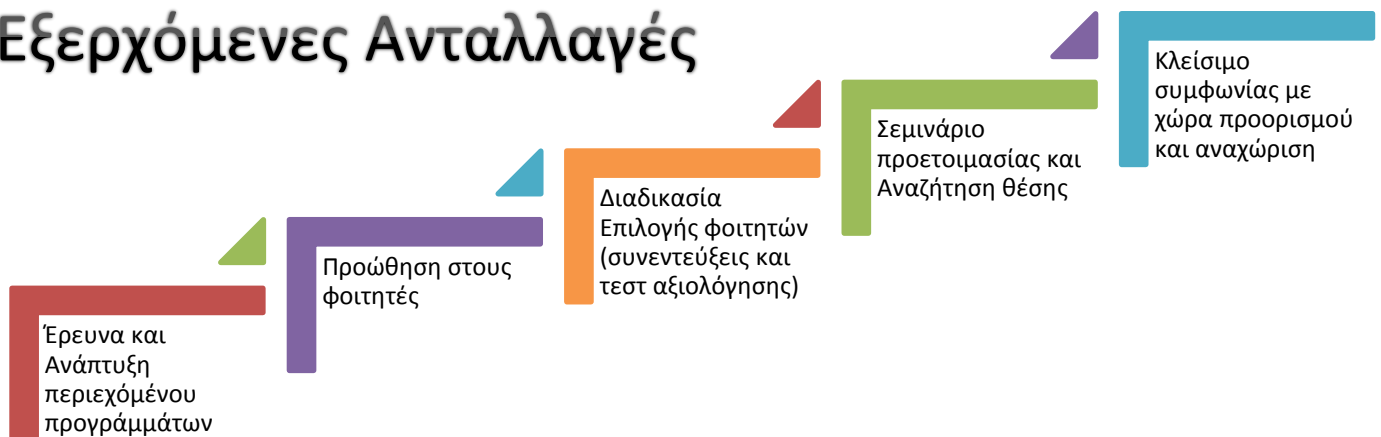 Εξερχόμενες Ανταλλαγές
Έρευνα και
Ανάπτυξη
περιεχόμένου
προγράμμάτων
Προώθηση στους
φοιτητές
Διαδικασία
Επιλογής φοιτητών
(συνεντεύξεις και
τεστ αξιολόγησης)
Σεμινάριο
προετοιμασίας και
Αναζήτηση θέσης
Κλείσιμο
συμφωνίας με
χώρα προορισμού
και αναχώριση